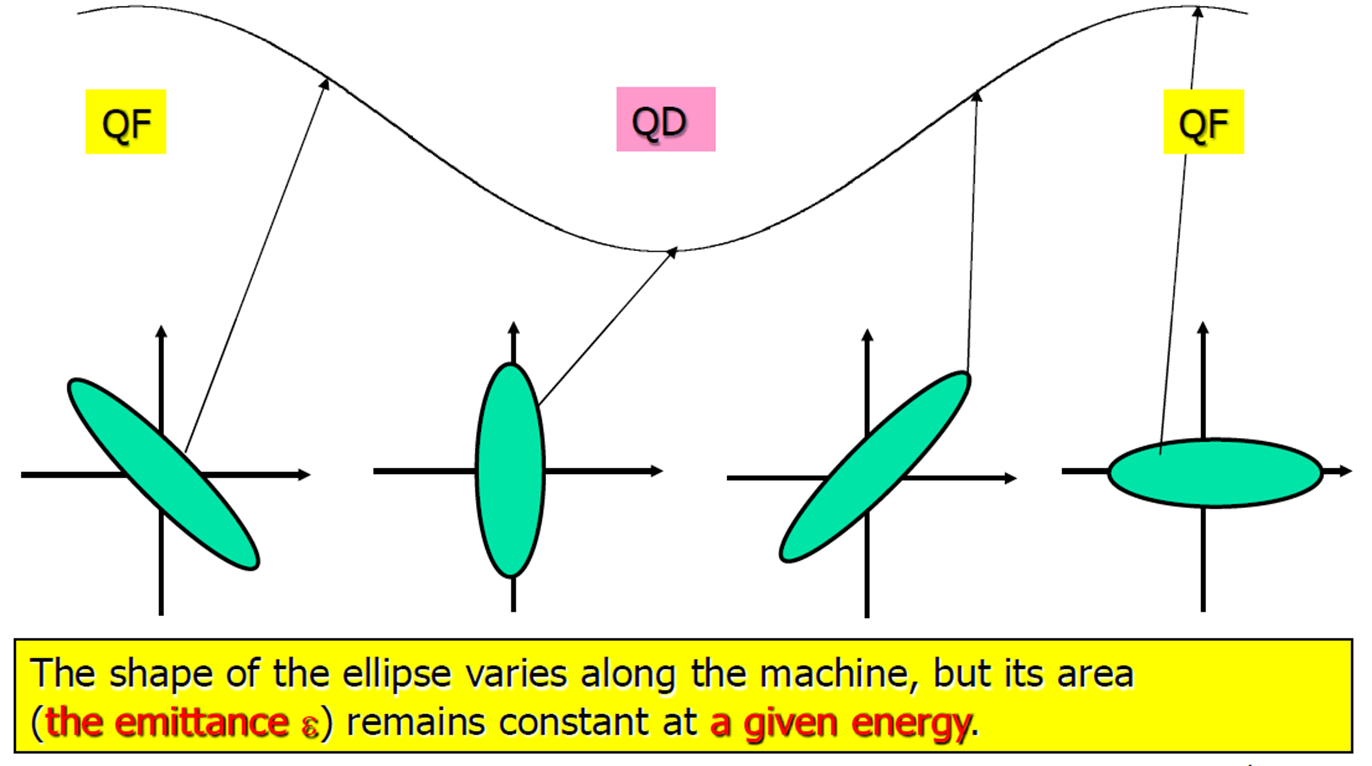 QF
QD
QF
The shape of the ellipse varies along the machine, but its area
(the emittance ε) remains constant at a given energy.